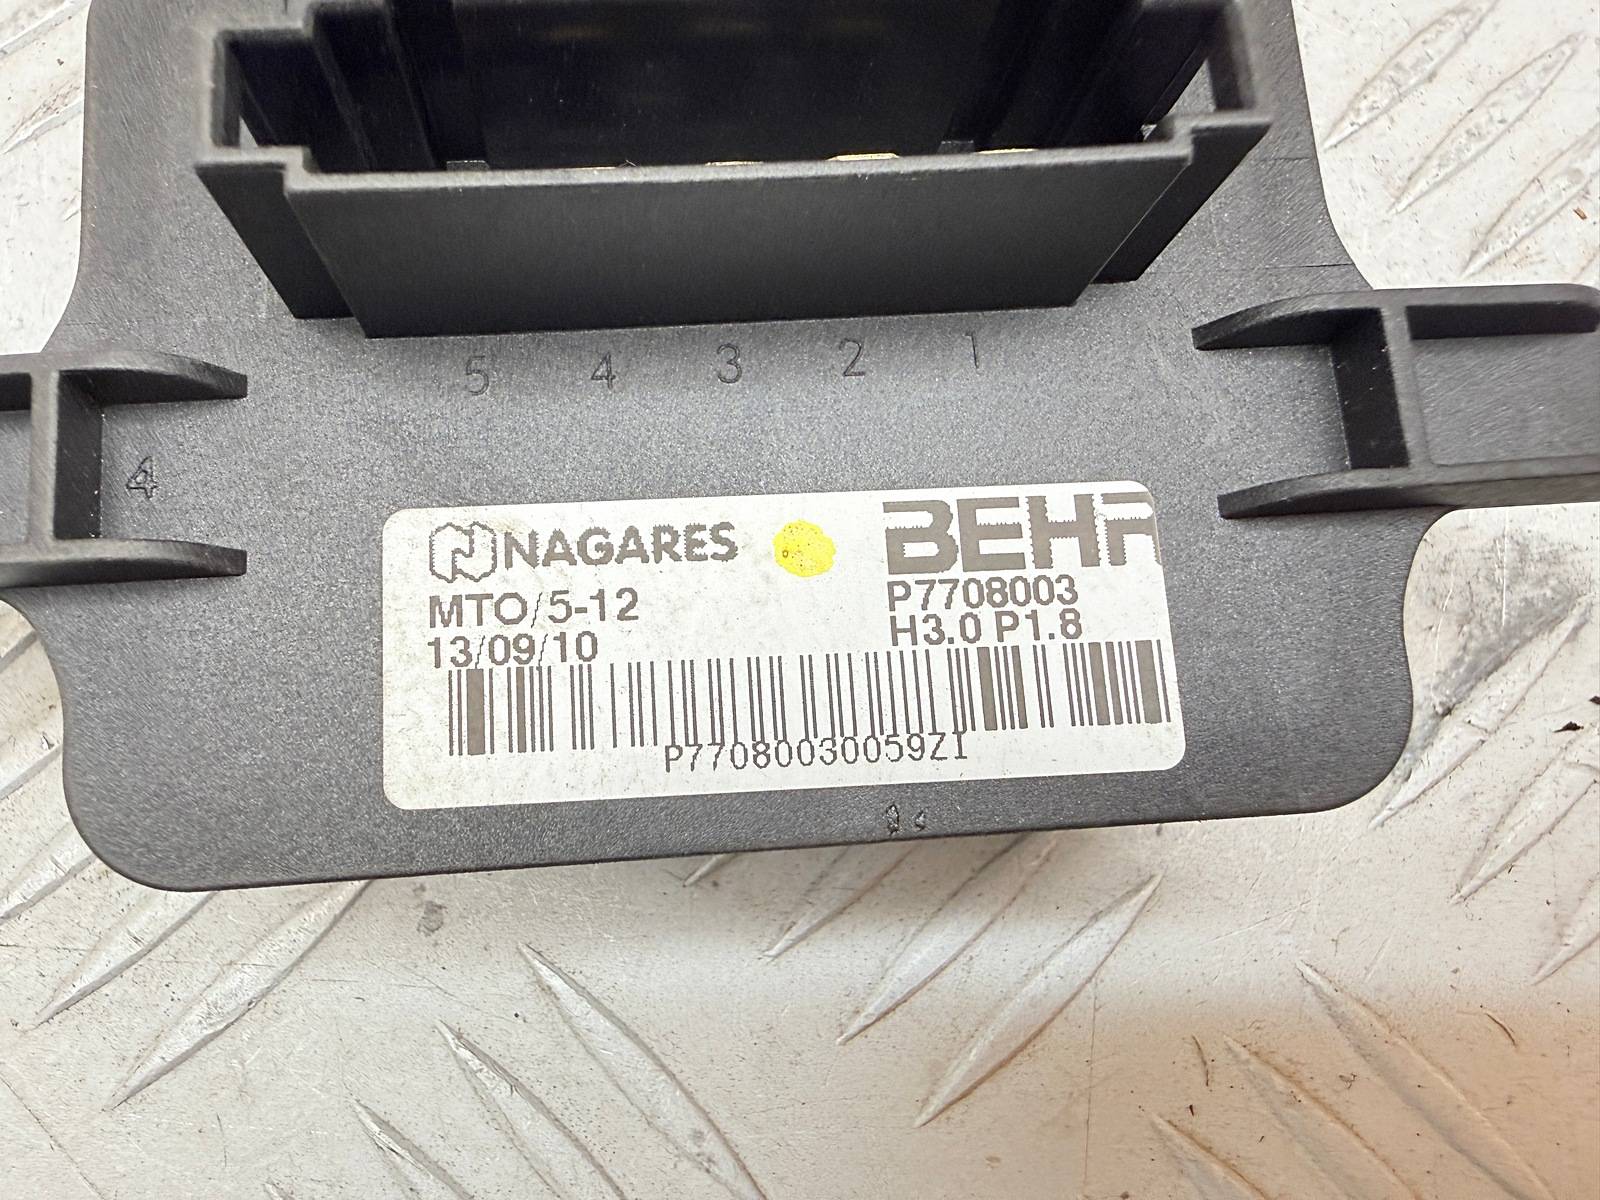 5 4 3 2 1
4
NAGARES BEHR
MTO/5-12 P7708003
13/09/10 H3.0 P1.8
P77080030059ZI